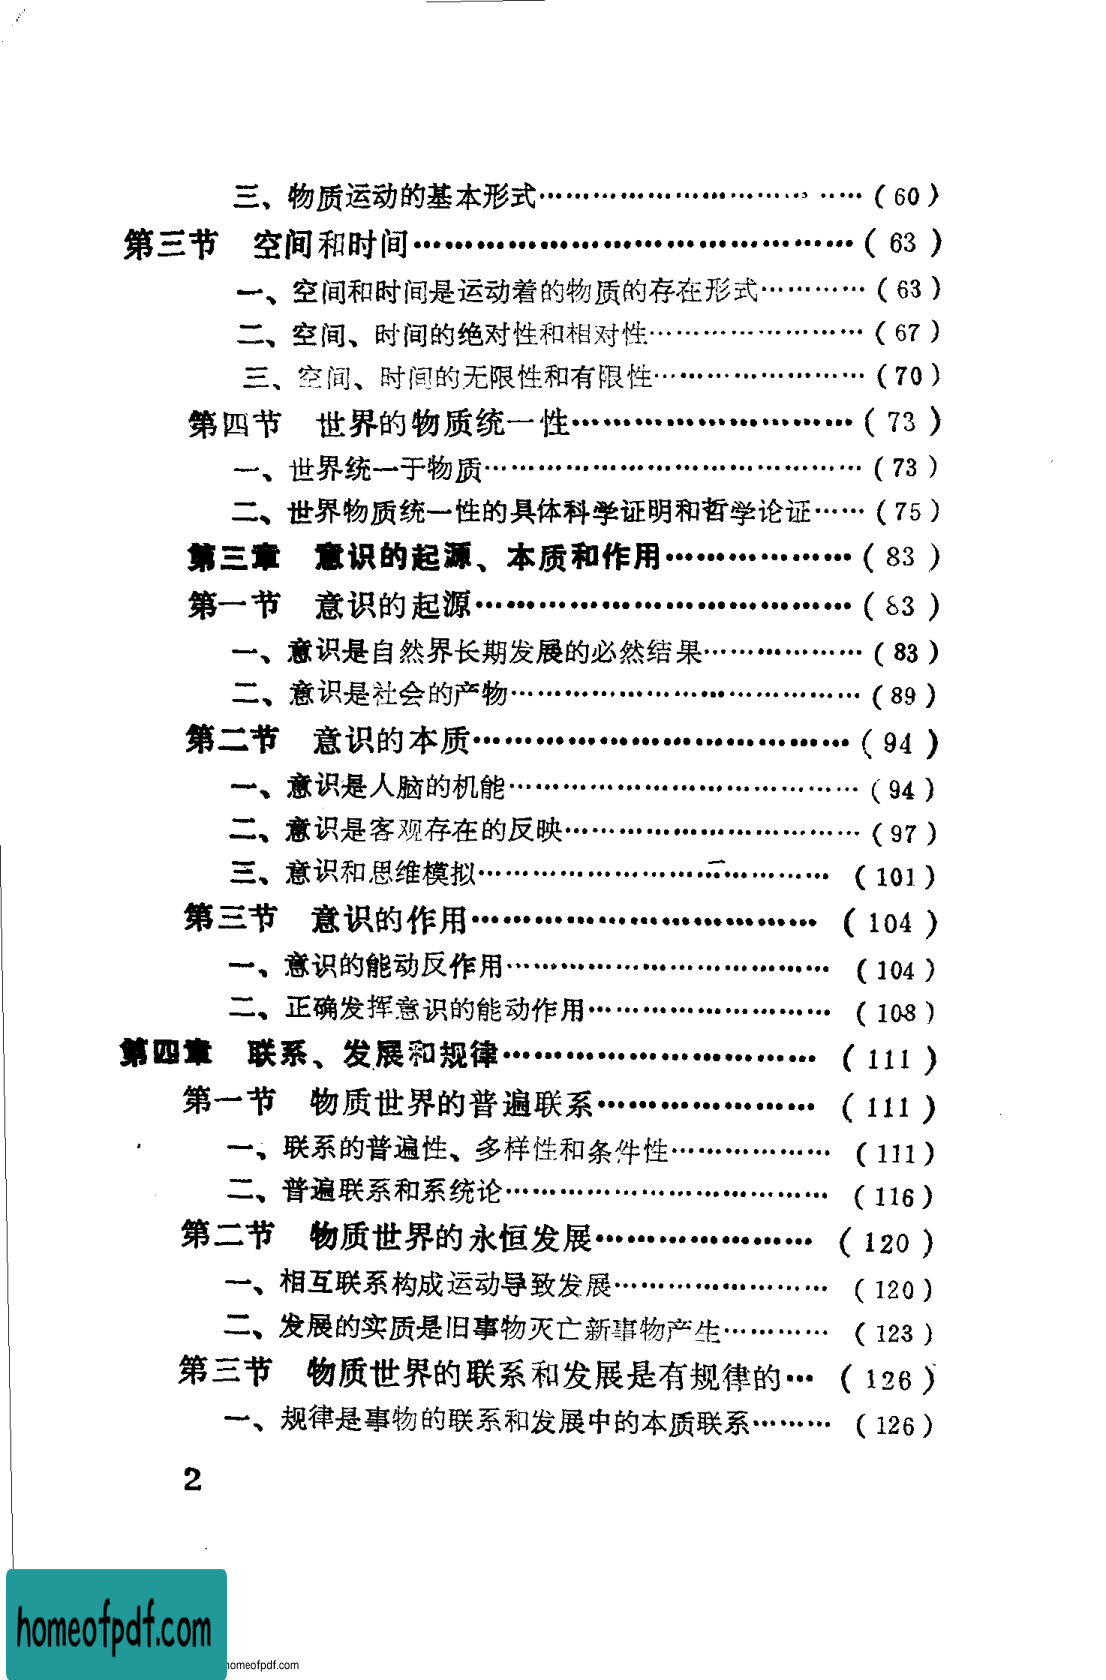 三、物质运动的基本形式……………………………(60)
第三节 空间和时间……………………………………(63)
一、空间和时间是运动着的物质的存在形式…………(63)
二、空间、时间的绝对性和相对性……………………(67)
三、空间、时间的无限性和有限性……………………(70)
第四节 世界的物质统一性………………………(73)
一、世界统一于物质……………………………………(73)
二、世界物质统一性的具体科学证明和哲学论证……(75)
第三章 意识的起源、本质和作用………………(83)
第一节 意识的起源………………………………(83)
一、意识是自然界长期发展的必然结果………………(83)
二、意识是社会的产物…………………………………(89)
第二节 意识的本质………………………………(94)
一、意识是人脑的机能…………………………………(94)
二、意识是客观存在的反映……………………………(97)
三、意识和思维模拟…………………………………(101)
第三节 意识的作用……………………………(104)
一、意识的能动反作用………………………………(104)
二、正确发挥意识的能动作用………………………(108)
第四章 联系、发展和规律…………………………(111)
第一节 物质世界的普遍联系…………………(111)
一、联系的普遍性、多样性和条件性………………(111)
二、普遍联系和系统论………………………………(116)
第二节 物质世界的永恒发展…………………(120)
一、相互联系构成运动导致发展……………………(120)
二、发展的实质是旧事物灭亡新事物产生…………(123)
第三节 物质世界的联系和发展是有规律的…(126)
一、规律是事物的联系和发展中的本质联系………(126)
2
homeofpdf.com
homeofpdf.com